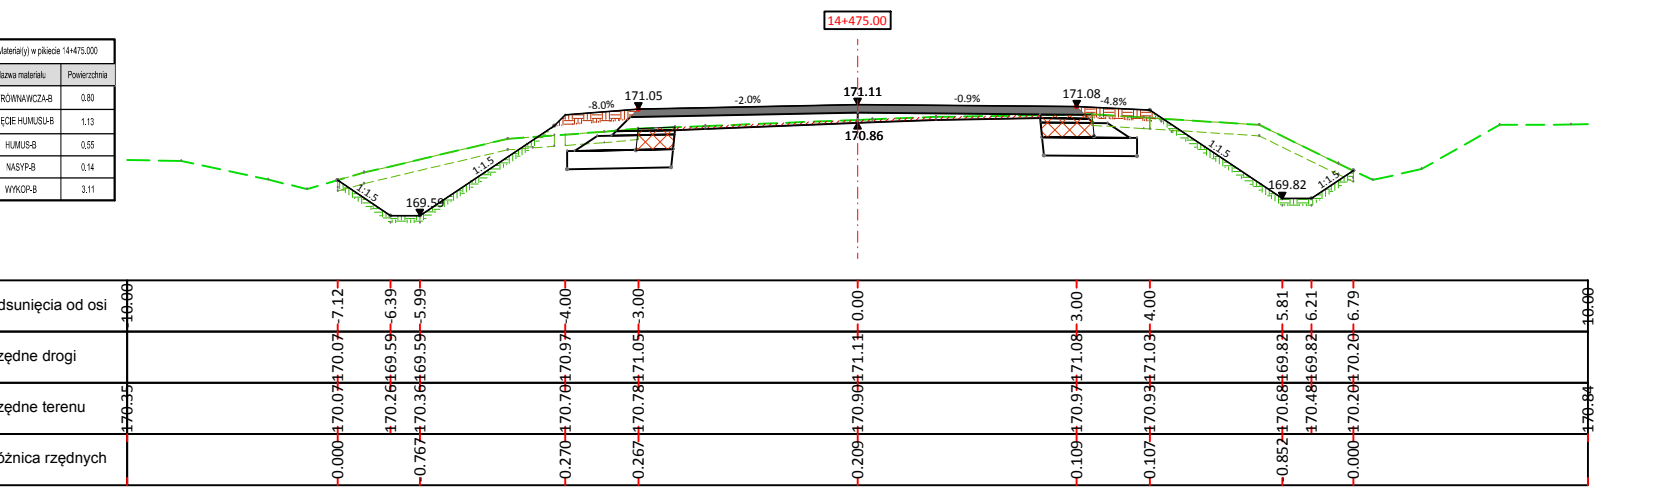 14+475.00
Materiał(y) w pikiecie 14+475.000
Nazwa materiału Powierzchnia
RÓWNAWCZA-B 0.80
ĘCIE HUMUSU-B 1.13
HUMUS-B 0.55
NASYP-B 0.14
WYKOP-B 3.11
-8.0% 171.05 -2.0% 171.11 -0.9% 171.08 -4.8%
170.86
1:1.5 169.59 1:1.5 1:1.5 169.82 1:1.5
dsunięcia od osi -10.00 -7.12 -6.39 -5.99 -4.00 -3.00 0.00 3.00 4.00 5.81 6.21 6.79 10.00
zędne drogi 170.07 169.59 169.59 170.97 171.05 171.11 171.08 171.03 169.82 169.82 170.20
zędne terenu 170.35 170.07 170.26 170.36 170.70 170.78 170.90 170.97 170.93 170.68 170.48 170.20 170.84
óżnica rzędnych 0.000 -0.767 0.270 0.267 0.209 0.109 0.107 -0.852 0.000